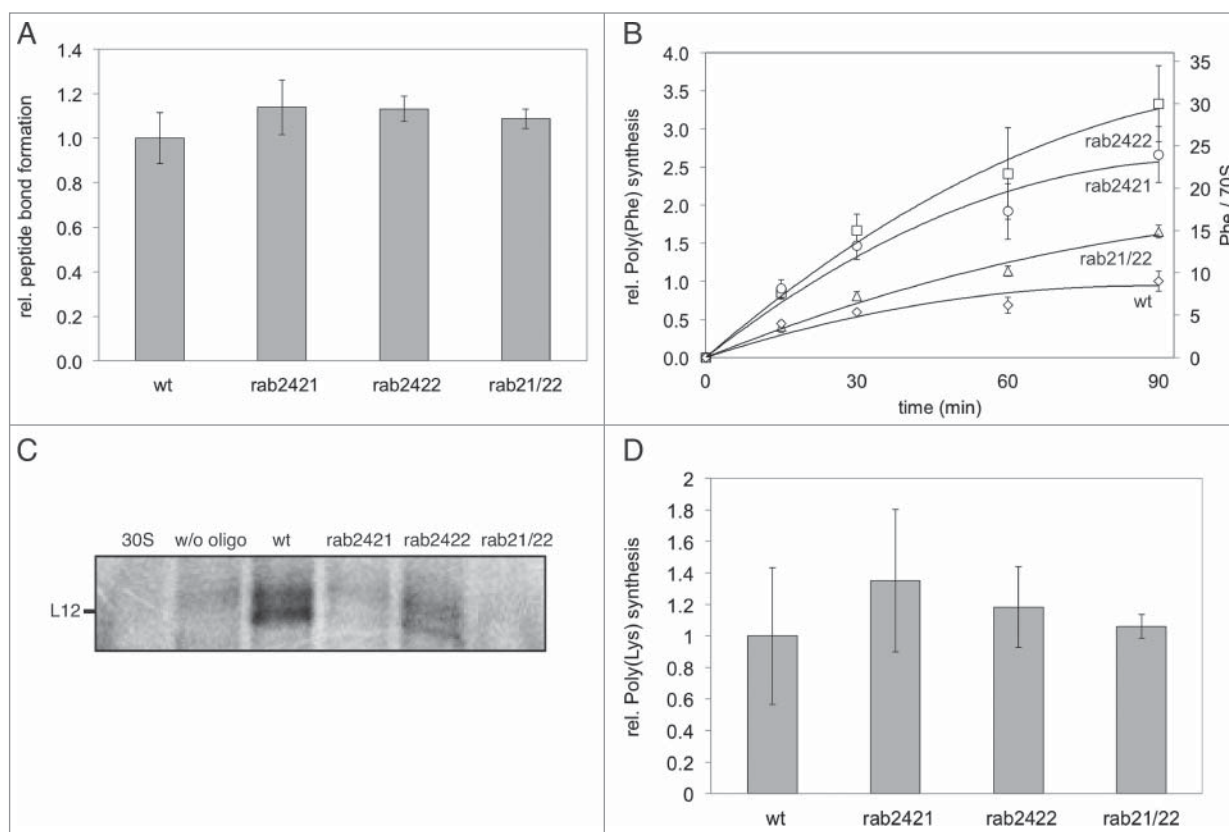 A
rel. peptide bond formation
1.4
1.2
1.0
0.8
0.6
0.4
0.2
0.0
wt rab2421 rab2422 rab21/22
B
rel. Poly(Phe) synthesis
4.0
3.5
3.0
2.5
2.0
1.5
1.0
0.5
0.0
0 30 60 90
time (min)
rab2422
rab2421
rab21/22
wt
35
30
25
20
15
10
5
0
Phe / 70S
C
30S w/o oligo wt rab2421 rab2422 rab21/22
L12
D
rel. Poly(Lys) synthesis
2
1.8
1.6
1.4
1.2
1
0.8
0.6
0.4
0.2
0
wt rab2421 rab2422 rab21/22